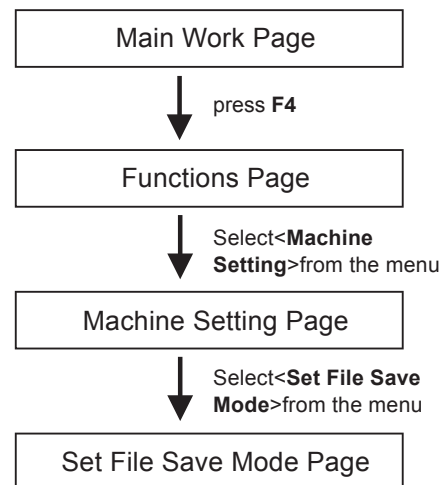 Main Work Page
press F4
Functions Page
Select<Machine
Setting>from the menu
Machine Setting Page
Select<Set File Save
Mode>from the menu
Set File Save Mode Page